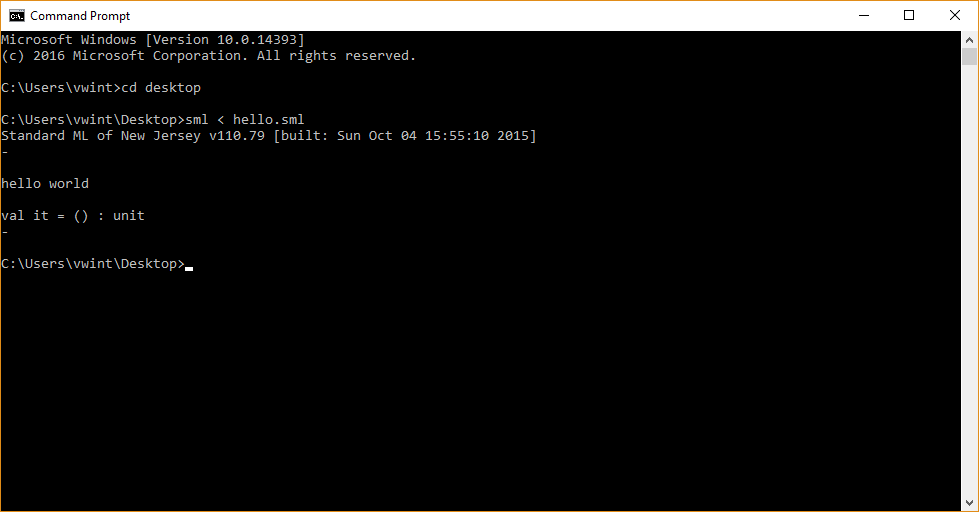 Command Prompt
Microsoft Windows [Version 10.0.14393]
(c) 2016 Microsoft Corporation. All rights reserved.
C:\Users\vwint>cd desktop
C:\Users\vwint\Desktop>sml < hello.sml
Standard ML of New Jersey v110.79 [built: Sun Oct 04 15:55:10 2015]
-
hello world
val it = () : unit
-
C:\Users\vwint\Desktop>